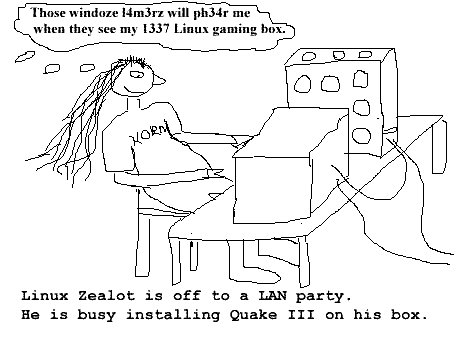 Those windoze l4m3rz will ph34r me
when they see my 1337 Linux gaming box.
KORN
Linux Zealot is off to a LAN party.
He is busy installing Quake III on his box.